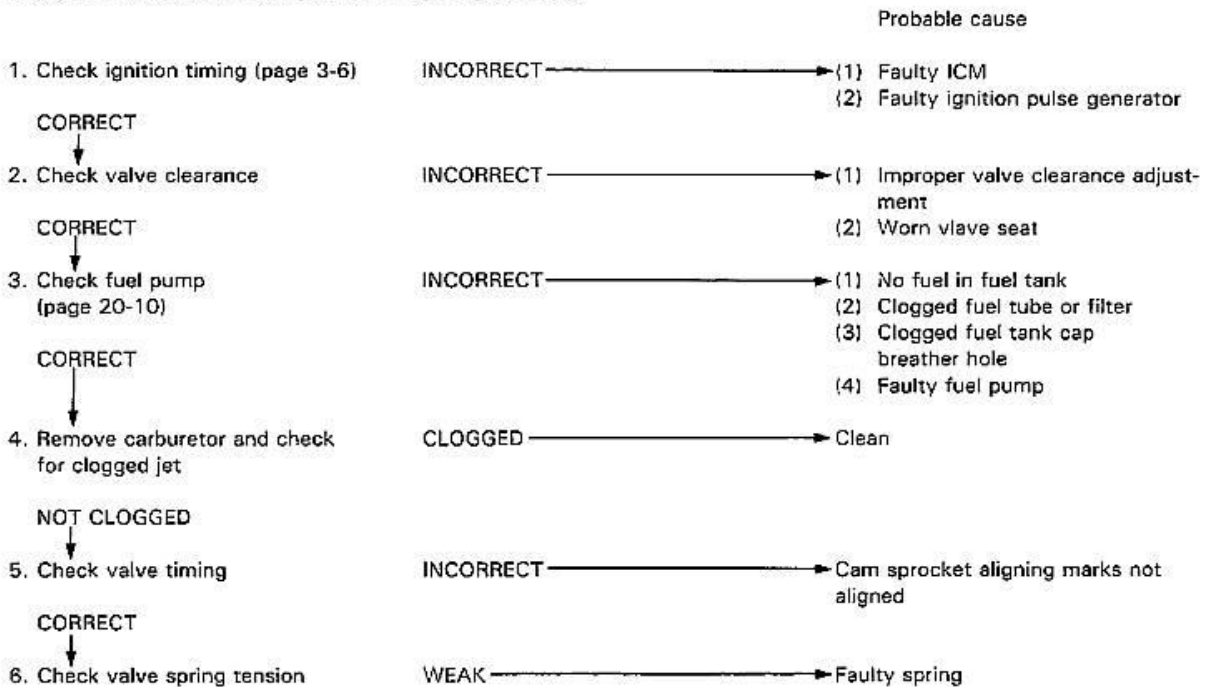 Probable cause
1. Check ignition timing (page 3-6) INCORRECT (1) Faulty ICM
(2) Faulty ignition pulse generator
CORRECT
2. Check valve clearance INCORRECT (1) Improper valve clearance adjust-
ment
CORRECT (2) Worn vlave seat
3. Check fuel pump INCORRECT (1) No fuel in fuel tank
(page 20-10) (2) Clogged fuel tube or filter
(3) Clogged fuel tank cap
CORRECT breather hole
(4) Faulty fuel pump
4. Remove carburetor and check CLOGGED Clean
for clogged jet
NOT CLOGGED
5. Check valve timing INCORRECT Cam sprocket aligning marks not
aligned
CORRECT
6. Check valve spring tension WEAK Faulty spring